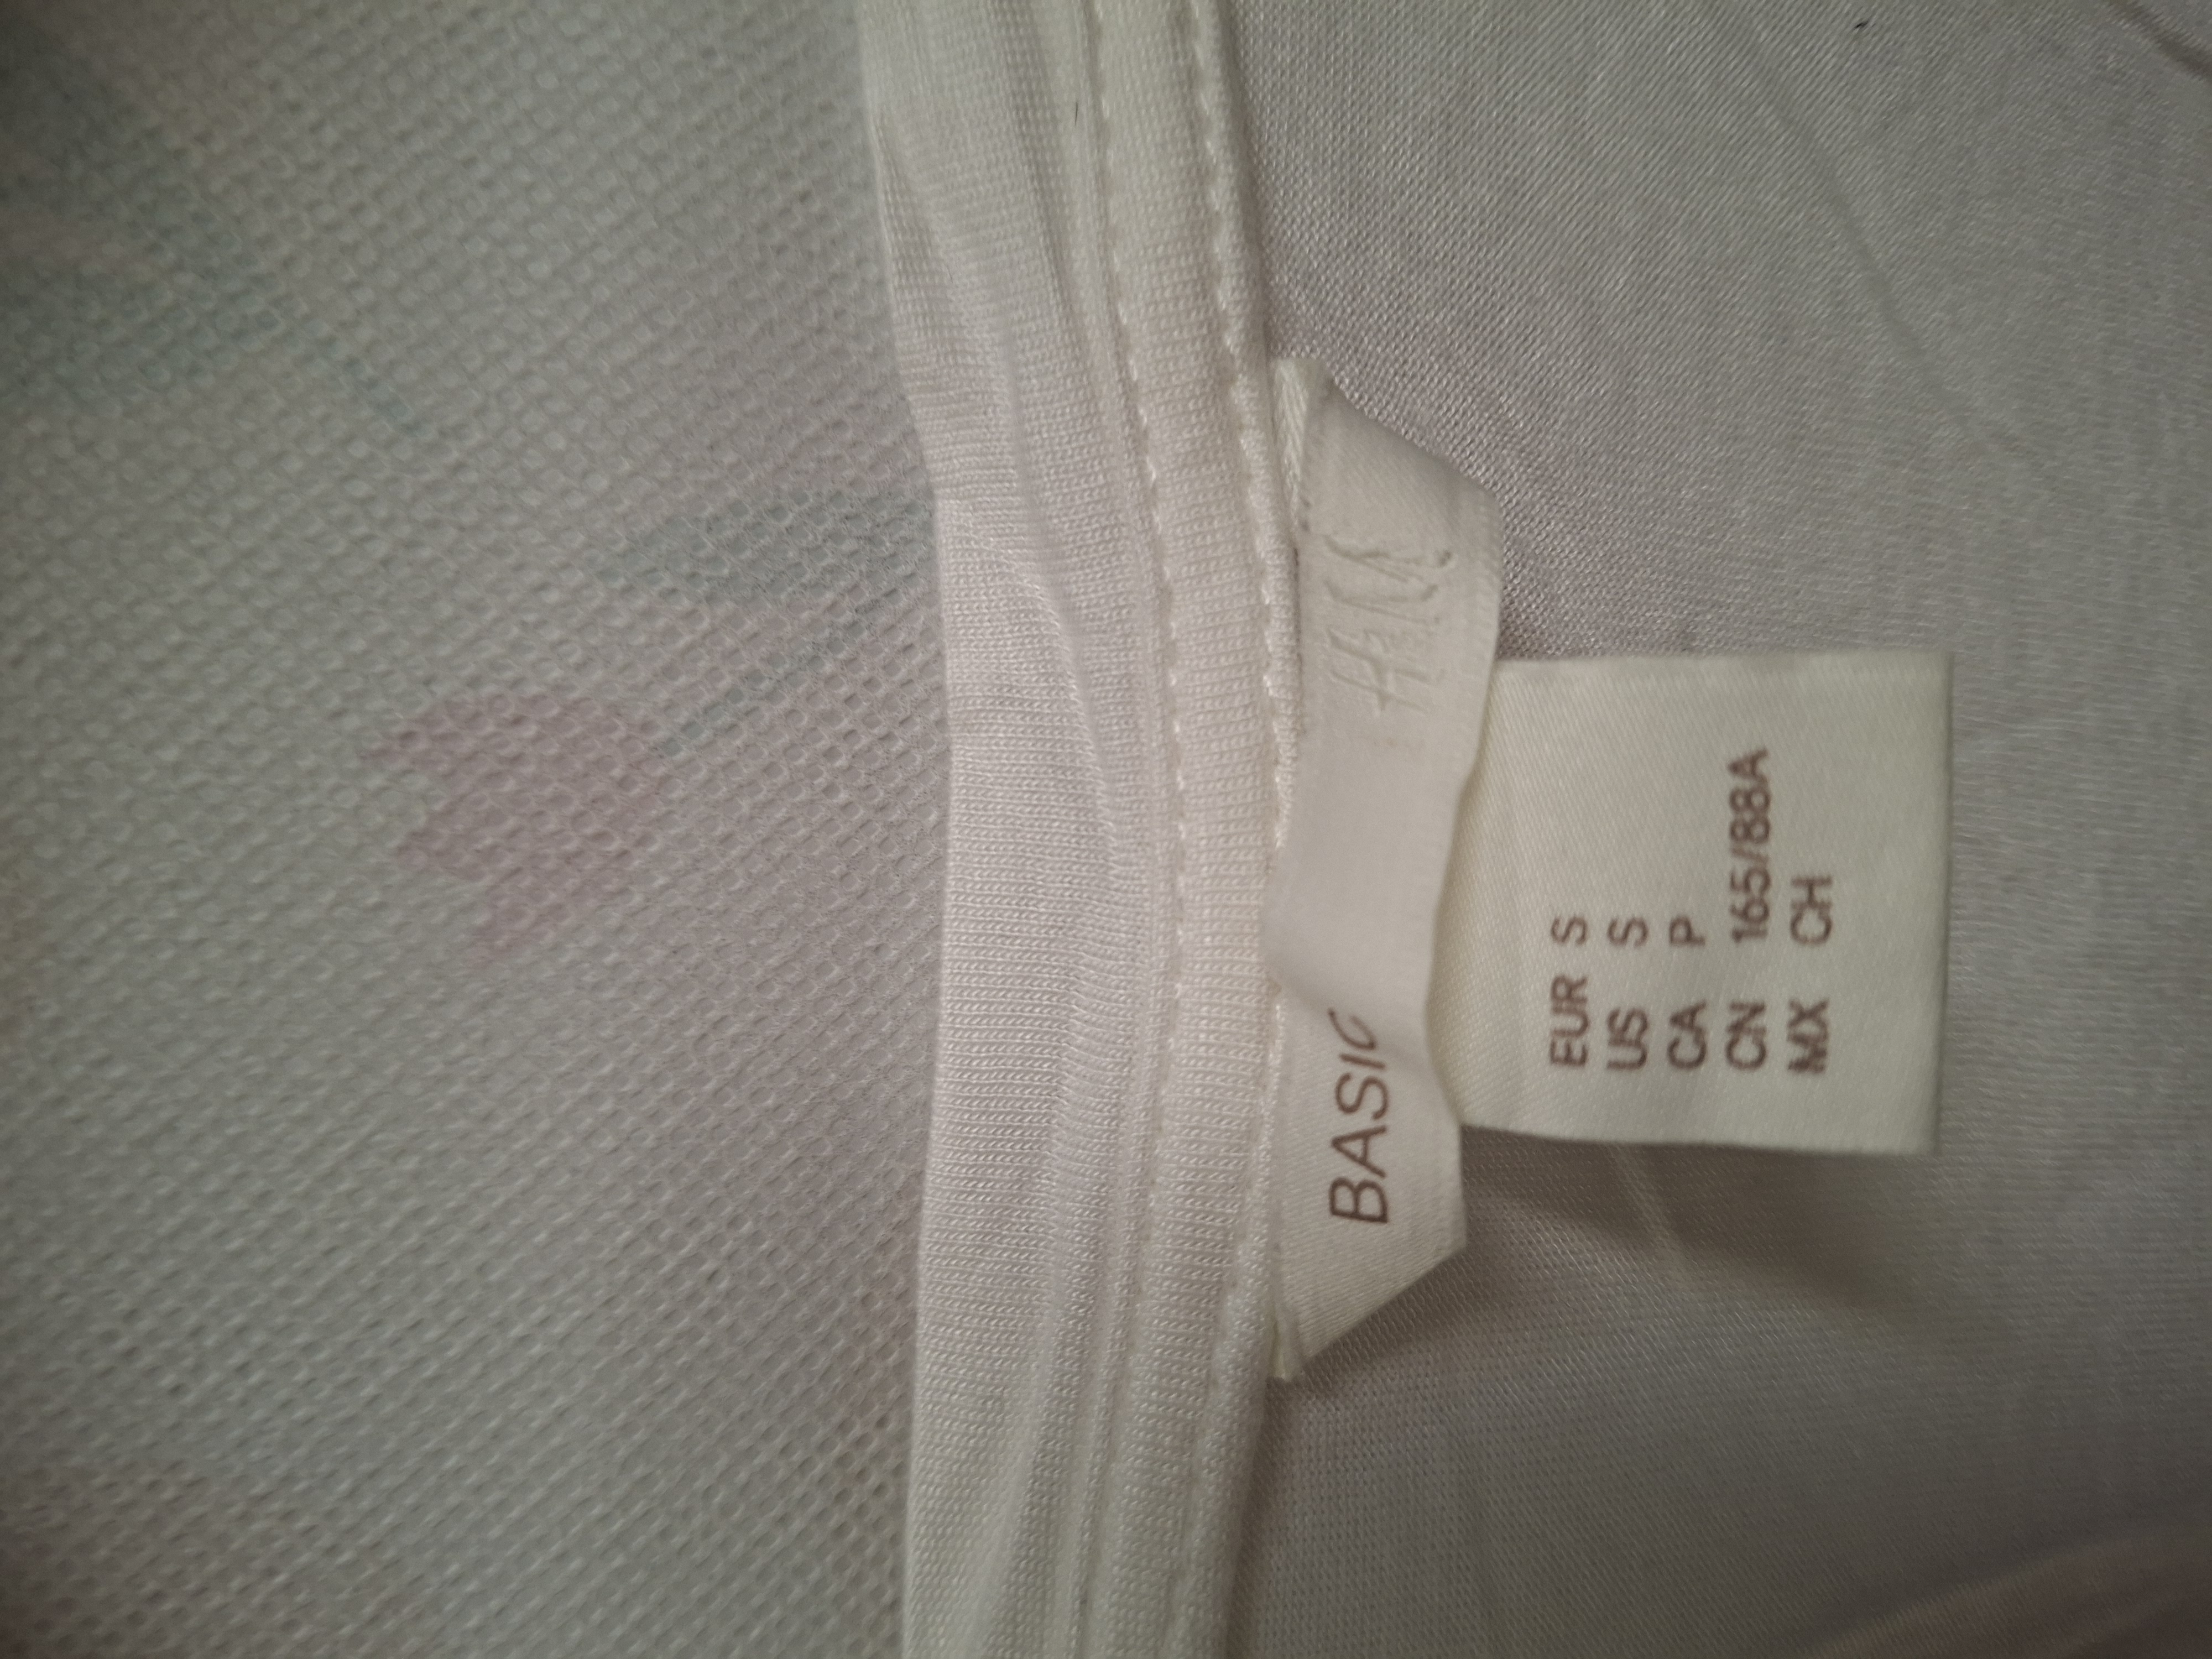 BASIC
H&M
EUR S
US S
CA P
CN 165/88A
MX CH